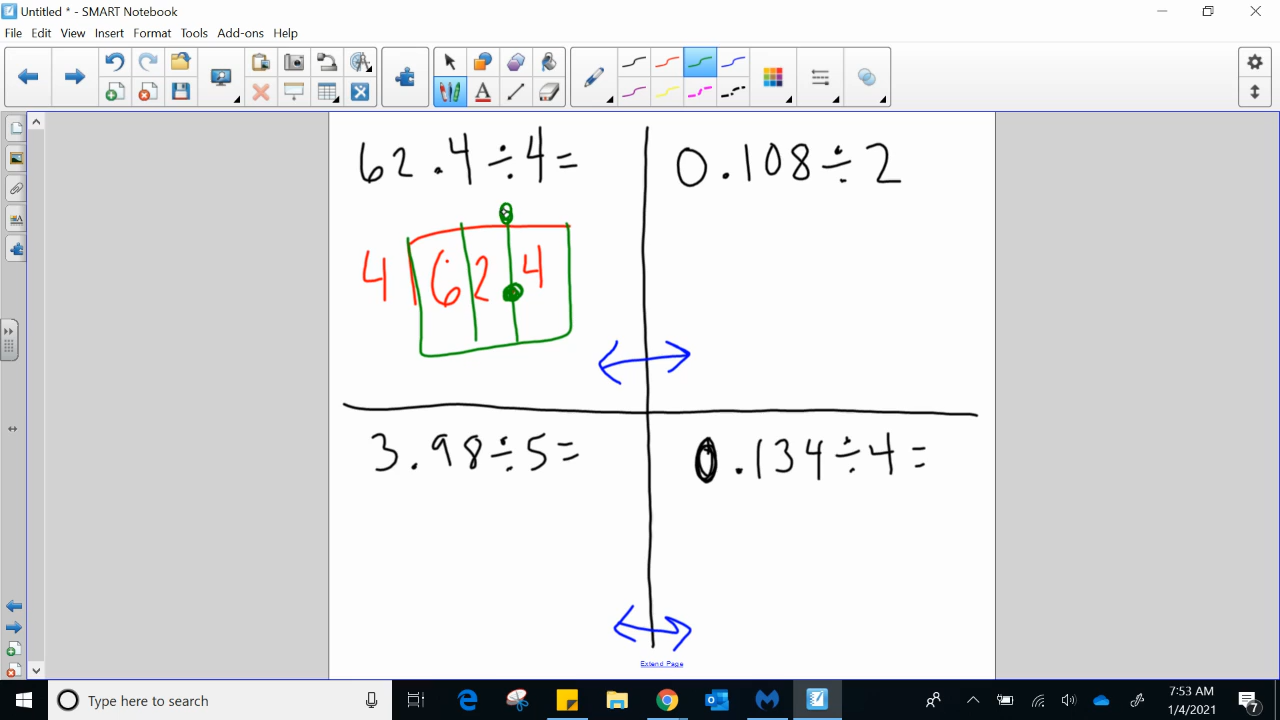 Untitled * - SMART Notebook
File Edit View Insert Format Tools Add-ons Help
62.4÷4=
0.108÷2
4 6 2 . 4
3.98÷5=
0.134÷4=
Extend Page
Type here to search
7:53 AM
1/4/2021
7